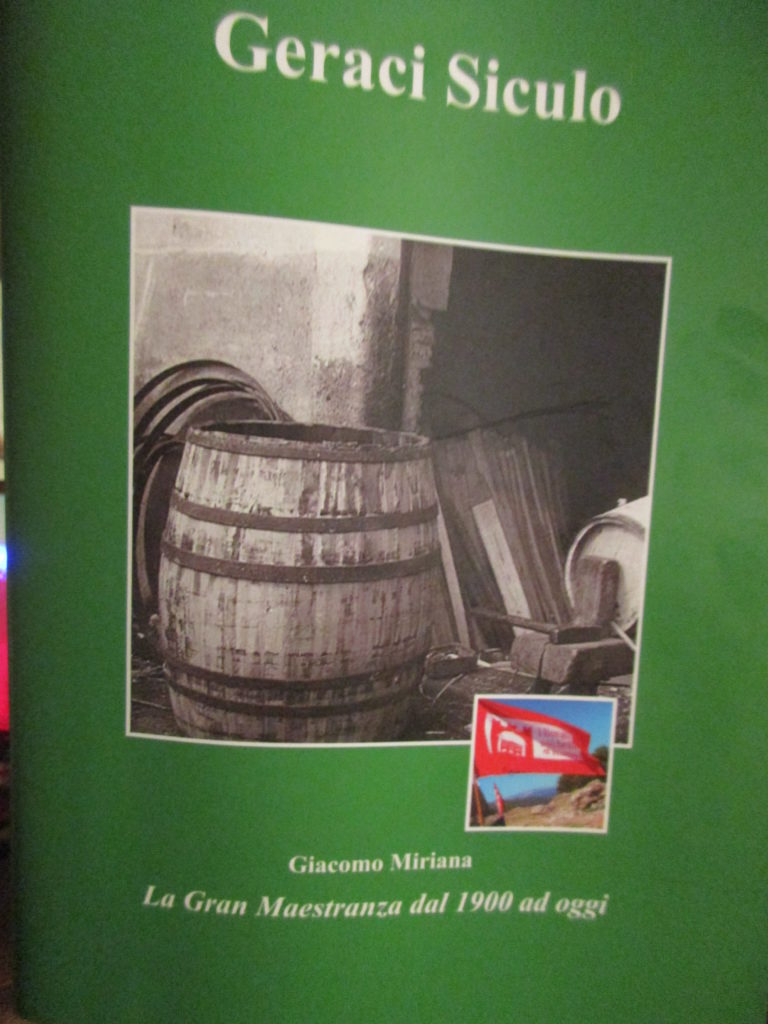 Geraci Siculo
Giacomo Miriana
La Gran Maestranza dal 1900 ad oggi